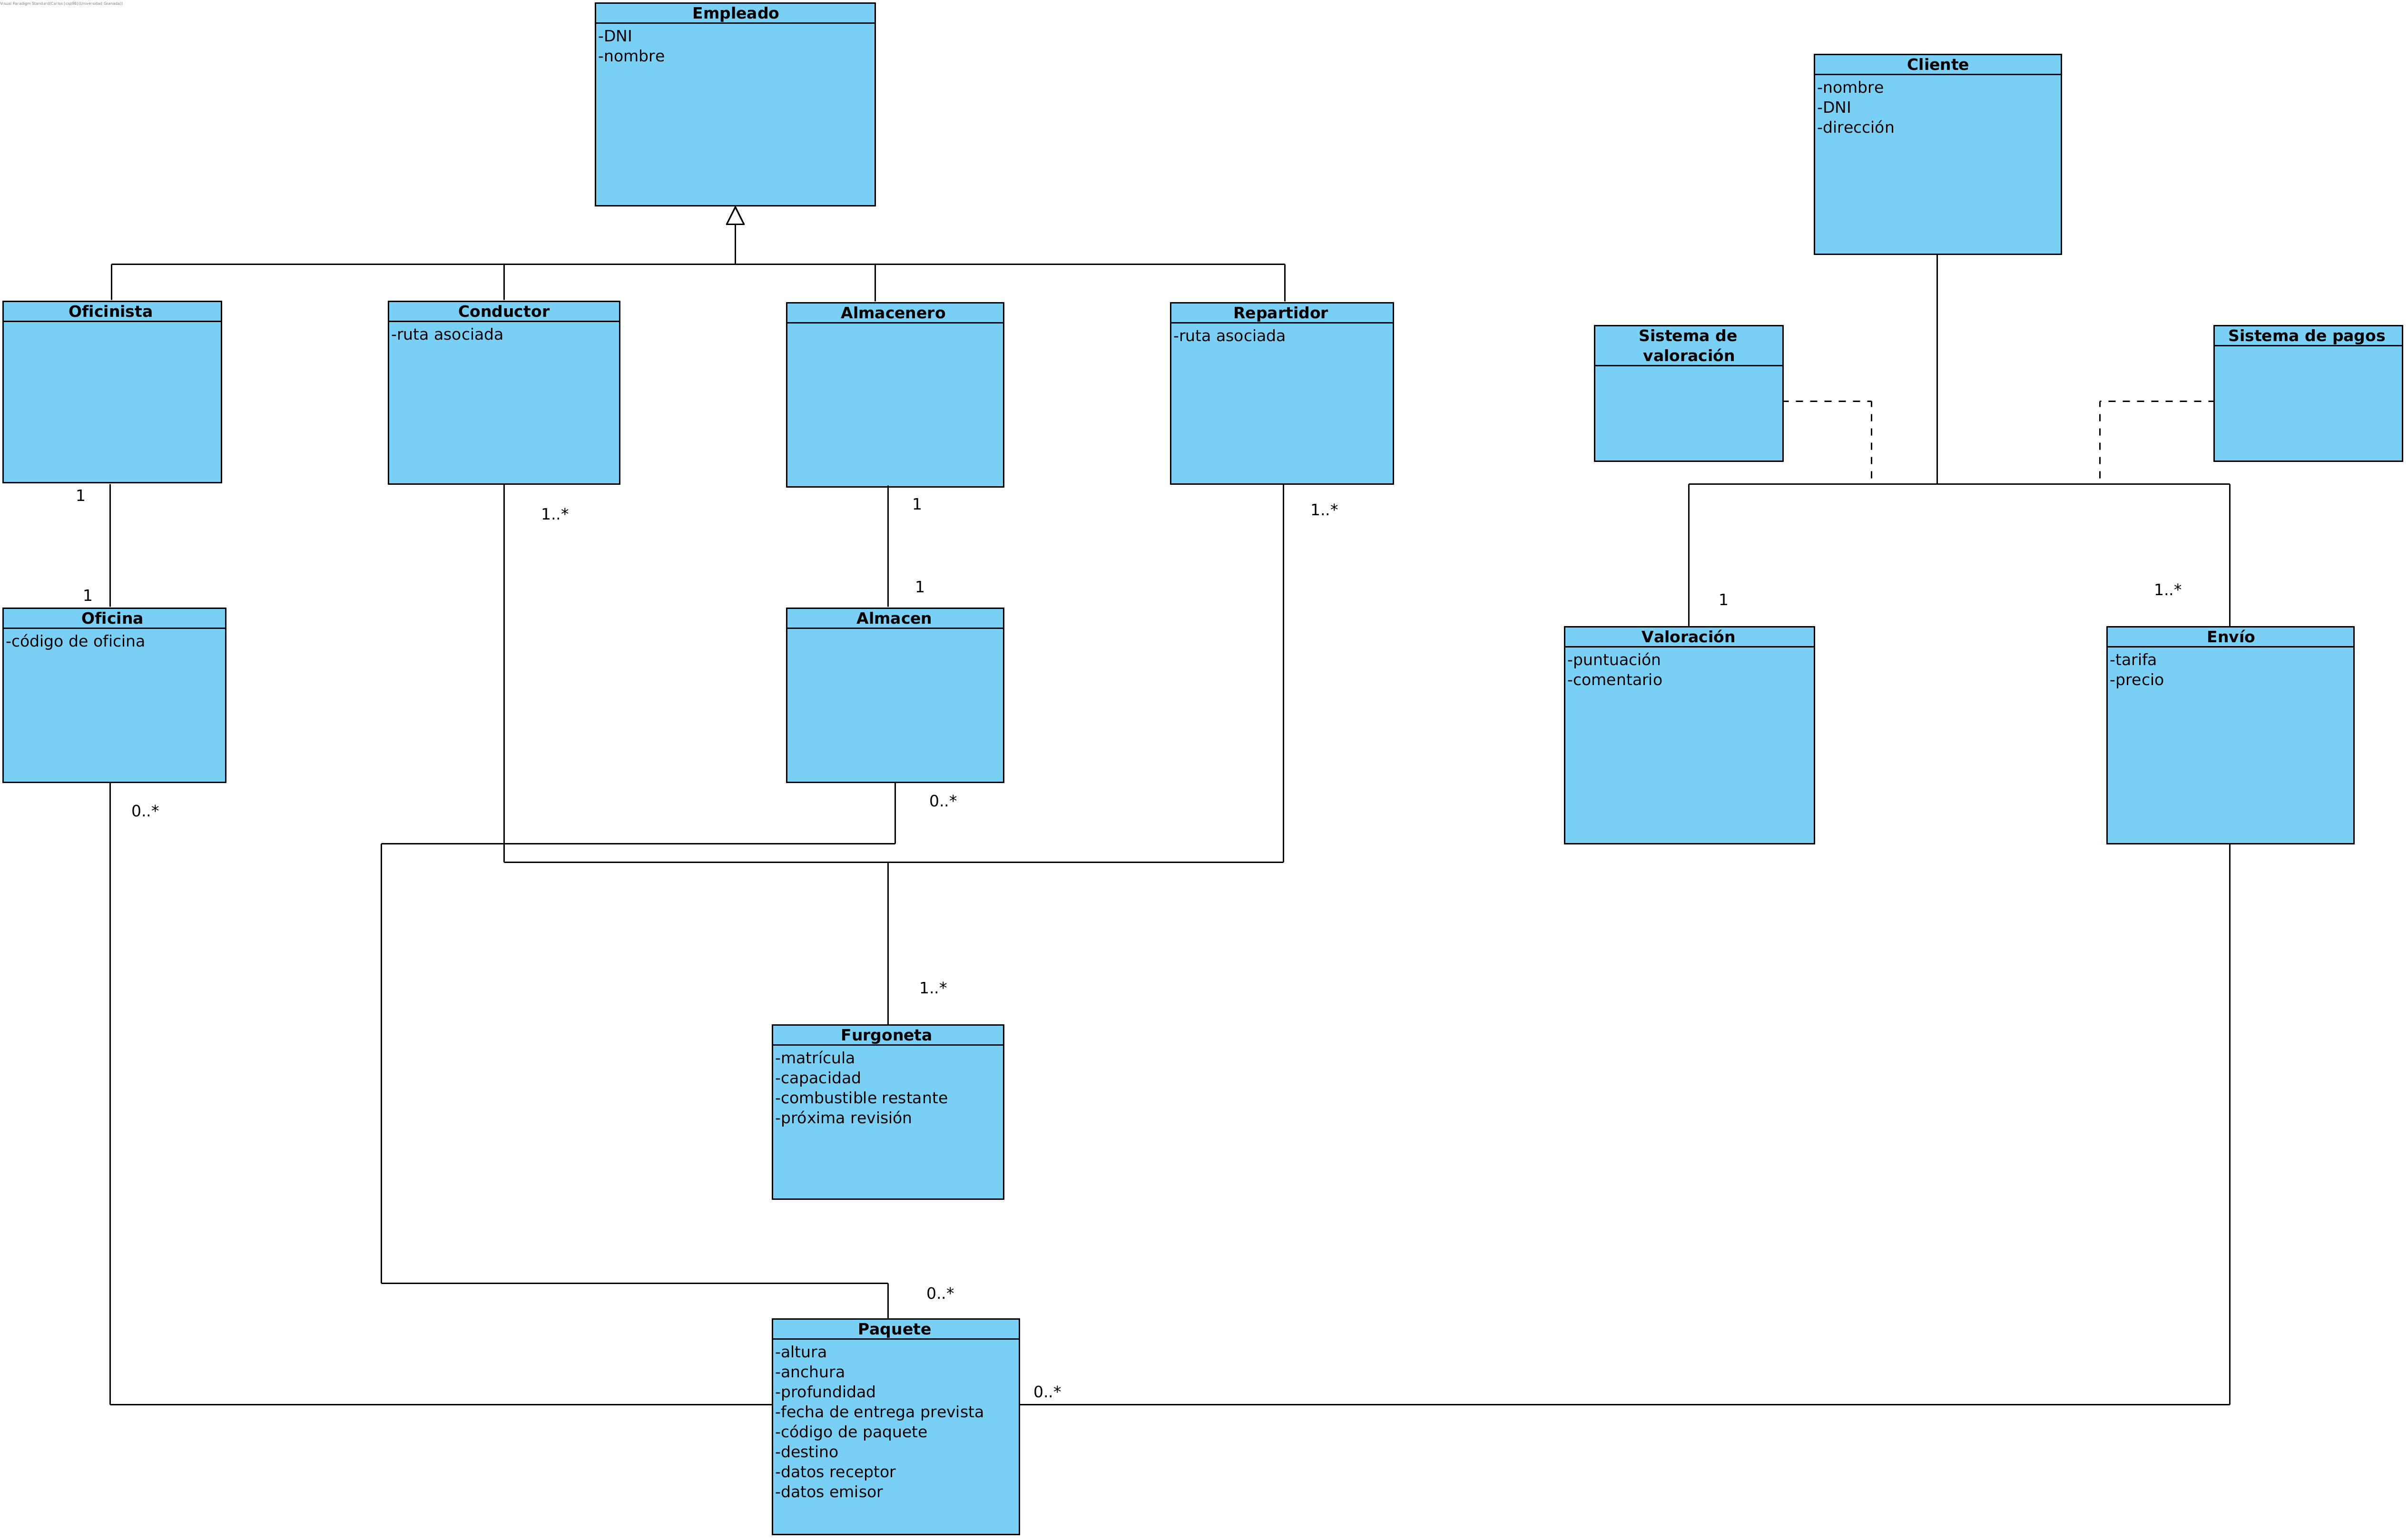 Empleado
-DNI
-nombre
Cliente
-nombre
-DNI
-dirección
Oficinista
Conductor
-ruta asociada
Almacenero
Repartidor
-ruta asociada
Sistema de
valoración
Sistema de pagos
1
1..*
1
1..*
1
1
1
1..*
Oficina
-código de oficina
Almacen
Valoración
-puntuación
-comentario
Envío
-tarifa
-precio
0..*
0..*
1..*
Furgoneta
-matrícula
-capacidad
-combustible restante
-próxima revisión
0..*
Paquete
-altura
-anchura
-profundidad
-fecha de entrega prevista
-código de paquete
-destino
-datos receptor
-datos emisor
0..*